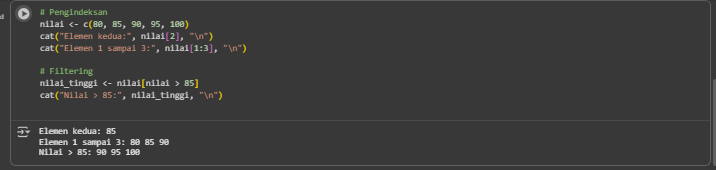 # Pengindeksan
nilai <- c(80, 85, 90, 95, 100)
cat("Elemen kedua:", nilai[2], "\n")
cat("Elemen 1 sampai 3:", nilai[1:3], "\n")

# Filtering
nilai_tinggi <- nilai[nilai > 85]
cat("Nilai > 85:", nilai_tinggi, "\n")

Elemen kedua: 85
Elemen 1 sampai 3: 80 85 90
Nilai > 85: 90 95 100